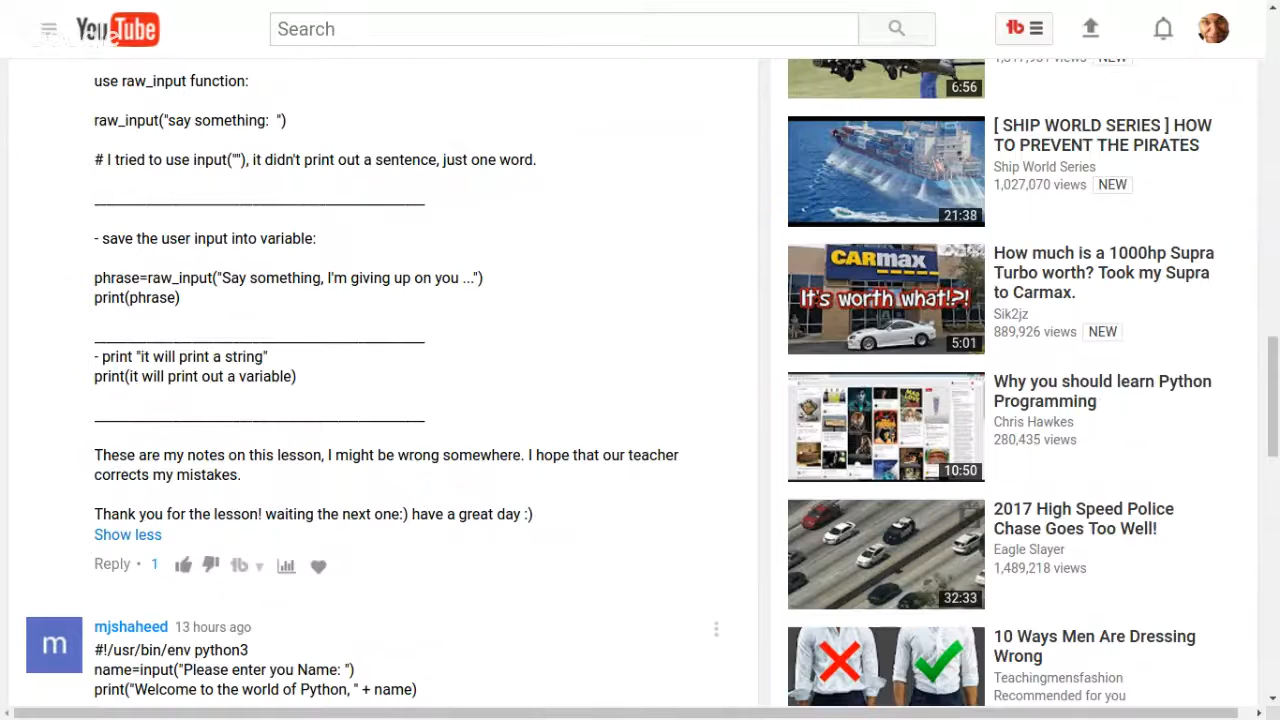 YouTube
Search
use raw_input function:
raw_input("say something:  ")
# I tried to use input(""), it didn't print out a sentence, just one word.
- save the user input into variable:
phrase=raw_input("Say something, I'm giving up on you ...")
print(phrase)
- print "it will print a string"
print(it will print out a variable)
These are my notes on this lesson, I might be wrong somewhere. I hope that our teacher
corrects my mistakes.
Thank you for the lesson! waiting the next one:) have a great day :)
Show less
Reply • 1
m
mjshaheed 13 hours ago
#!/usr/bin/env python3
name=input("Please enter you Name: ")
print("Welcome to the world of Python, " + name)
6:56
NEW
[ SHIP WORLD SERIES ] HOW
TO PREVENT THE PIRATES
Ship World Series
1,027,070 views NEW
21:38
CARMAX
IT'S WORTH WHAT!?!
5:01
How much is a 1000hp Supra
Turbo worth? Took my Supra
to Carmax.
Sik2jz
889,926 views NEW
Why you should learn Python
Programming
Chris Hawkes
280,435 views
10:50
2017 High Speed Police
Chase Goes Too Well!
Eagle Slayer
1,489,218 views
32:33
10 Ways Men Are Dressing
Wrong
Teachingmensfashion
Recommended for you